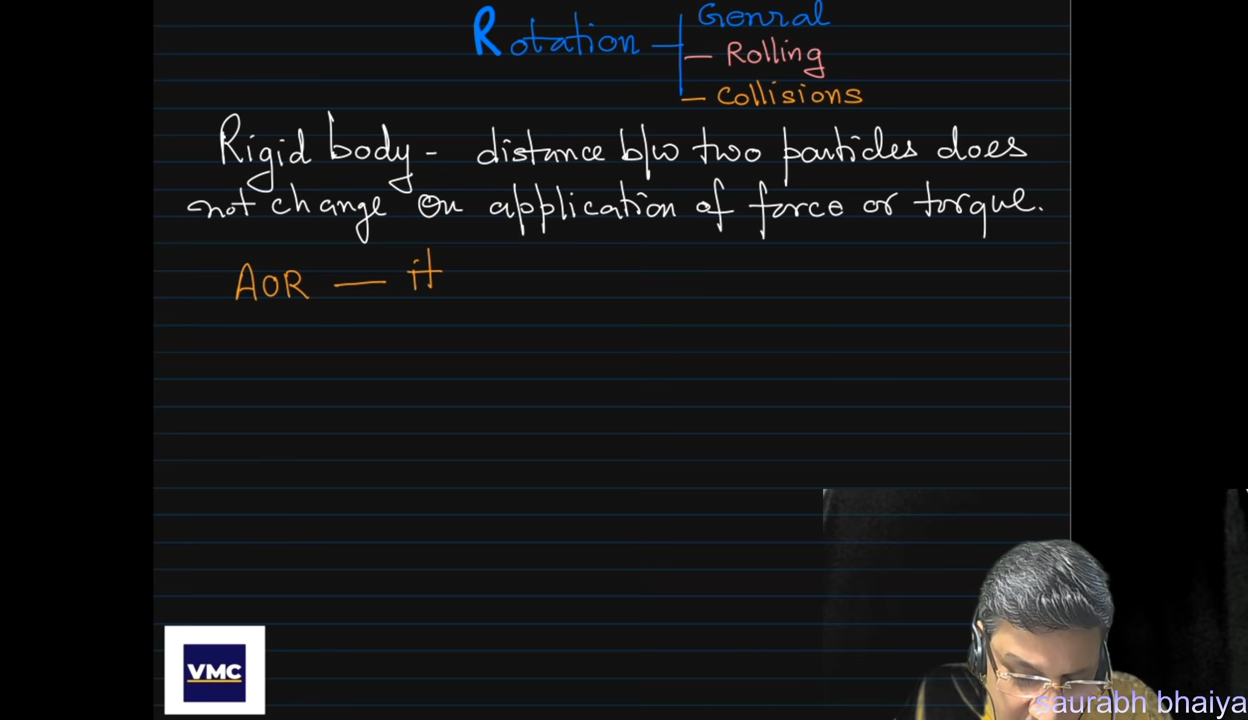 Rotation
Genral
— Rolling
— Collisions
Rigid body - distance b/w two particles does
not change on application of force or torque.
AOR — it
VMC
saurabh bhaiya